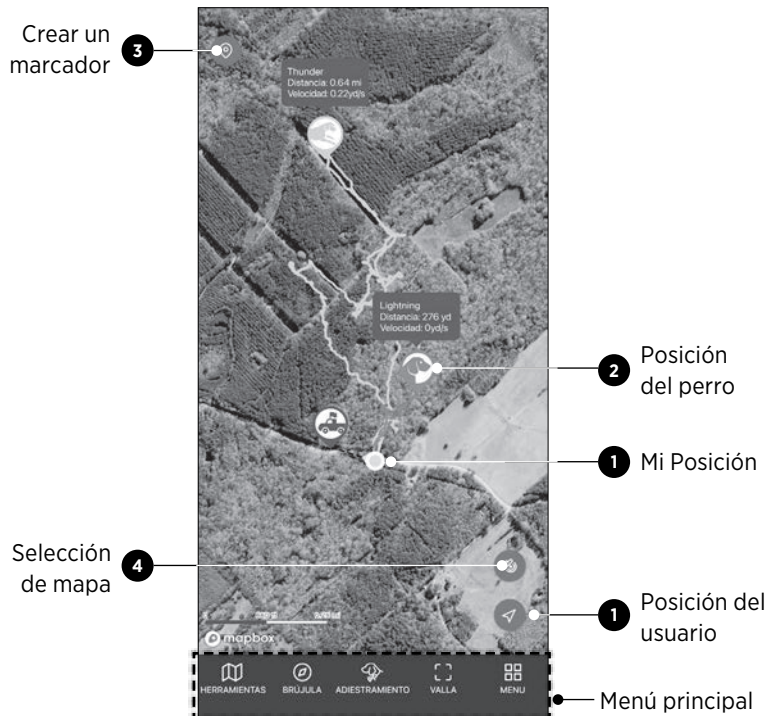 Crear un
marcador
3
Thunder
Distancia: 0.64 mi
Velocidad: 0.22yd/s
Lightning
Distancia: 276 yd
Velocidad: 0yd/s
2
Posición
del perro
1
Mi Posición
Selección
de mapa
4
1
Posición del
usuario
mapbox
HERRAMIENTAS
BRÚJULA
ADIESTRAMIENTO
VALLA
MENU
Menú principal